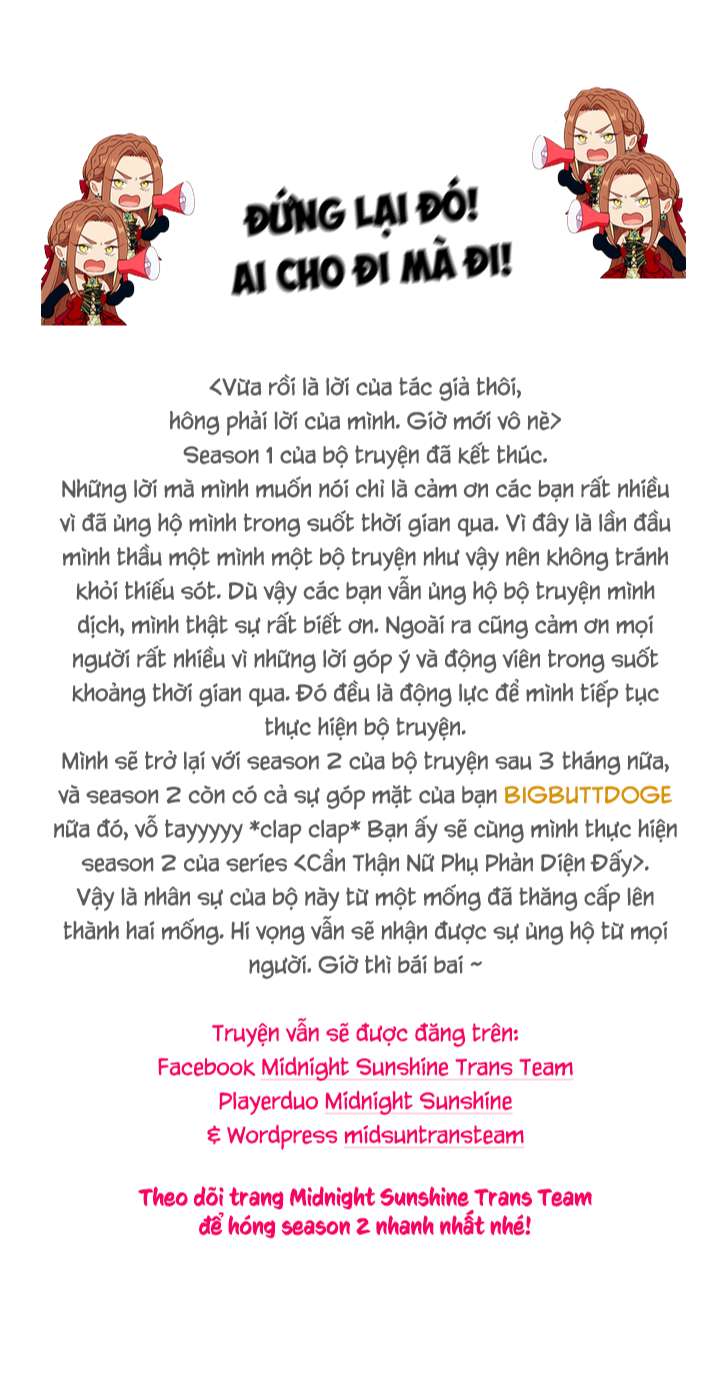 ĐỨNG LẠI ĐÓ!
AI CHO ĐI MÀ ĐI!
<Vừa rồi là lời của tác giả thôi,
hông phải lời của mình. Giờ mới vô nè>
Season 1 của bộ truyện đã kết thúc.
Những lời mà mình muốn nói chỉ là cảm ơn các bạn rất nhiều
vì đã ủng hộ mình trong suốt thời gian qua. Vì đây là lần đầu
mình thầu một mình một bộ truyện như vậy nên không tránh
khỏi thiếu sót. Dù vậy các bạn vẫn ủng hộ bộ truyện mình
dịch, mình thật sự rất biết ơn. Ngoài ra cũng cảm ơn mọi
người rất nhiều vì những lời góp ý và động viên trong suốt
khoảng thời gian qua. Đó đều là động lực để mình tiếp tục
thực hiện bộ truyện.
Mình sẽ trở lại với season 2 của bộ truyện sau 3 tháng nữa,
và season 2 còn có cả sự góp mặt của bạn BIGBUTTDOGE
nữa đó, vỗ tayyyyy *clap clap* Bạn ấy sẽ cùng mình thực hiện
season 2 của series <Cẩn Thận Nữ Phụ Phản Diện Đấy>.
Vậy là nhân sự của bộ này từ một mống đã thăng cấp lên
thành hai mống. Hi vọng vẫn sẽ nhận được sự ủng hộ từ mọi
người. Giờ thì bái bai ~
Truyện vẫn sẽ được đăng trên:
Facebook Midnight Sunshine Trans Team
Playerduo Midnight Sunshine
& Wordpress midsuntransteam
Theo dõi trang Midnight Sunshine Trans Team
để hóng season 2 nhanh nhất nhé!